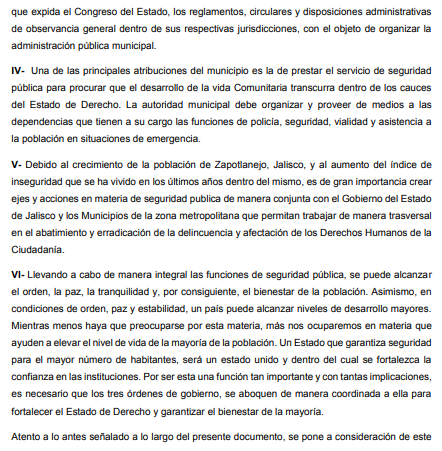 que expida el Congreso del Estado, los reglamentos, circulares y disposiciones administrativas
de observancia general dentro de sus respectivas jurisdicciones, con el objeto de organizar la
administración pública municipal.
IV- Una de las principales atribuciones del municipio es la de prestar el servicio de seguridad
pública para procurar que el desarrollo de la vida Comunitaria transcurra dentro de los cauces
del Estado de Derecho. La autoridad municipal debe organizar y proveer de medios a las
dependencias que tienen a su cargo las funciones de policía, seguridad, vialidad y asistencia a
la población en situaciones de emergencia.
V- Debido al crecimiento de la población de Zapotlanejo, Jalisco, y al aumento del índice de
inseguridad que se ha vivido en los últimos años dentro del mismo, es de gran importancia crear
ejes y acciones en materia de seguridad publica de manera conjunta con el Gobierno del Estado
de Jalisco y los Municipios de la zona metropolitana que permitan trabajar de manera trasversal
en el abatimiento y erradicación de la delincuencia y afectación de los Derechos Humanos de la
Ciudadanía.
VI- Llevando a cabo de manera integral las funciones de seguridad pública, se puede alcanzar
el orden, la paz, la tranquilidad y, por consiguiente, el bienestar de la población. Asimismo, en
condiciones de orden, paz y estabilidad, un país puede alcanzar niveles de desarrollo mayores.
Mientras menos haya que preocuparse por esta materia, más nos ocuparemos en materia que
ayuden a elevar el nivel de vida de la mayoría de la población. Un Estado que garantiza seguridad
para el mayor número de habitantes, será un estado unido y dentro del cual se fortalezca la
confianza en las instituciones. Por ser esta una función tan importante y con tantas implicaciones,
es necesario que los tres órdenes de gobierno, se aboquen de manera coordinada a ella para
fortalecer el Estado de Derecho y garantizar el bienestar de la mayoría.
Atento a lo antes señalado a lo largo del presente documento, se pone a consideración de este